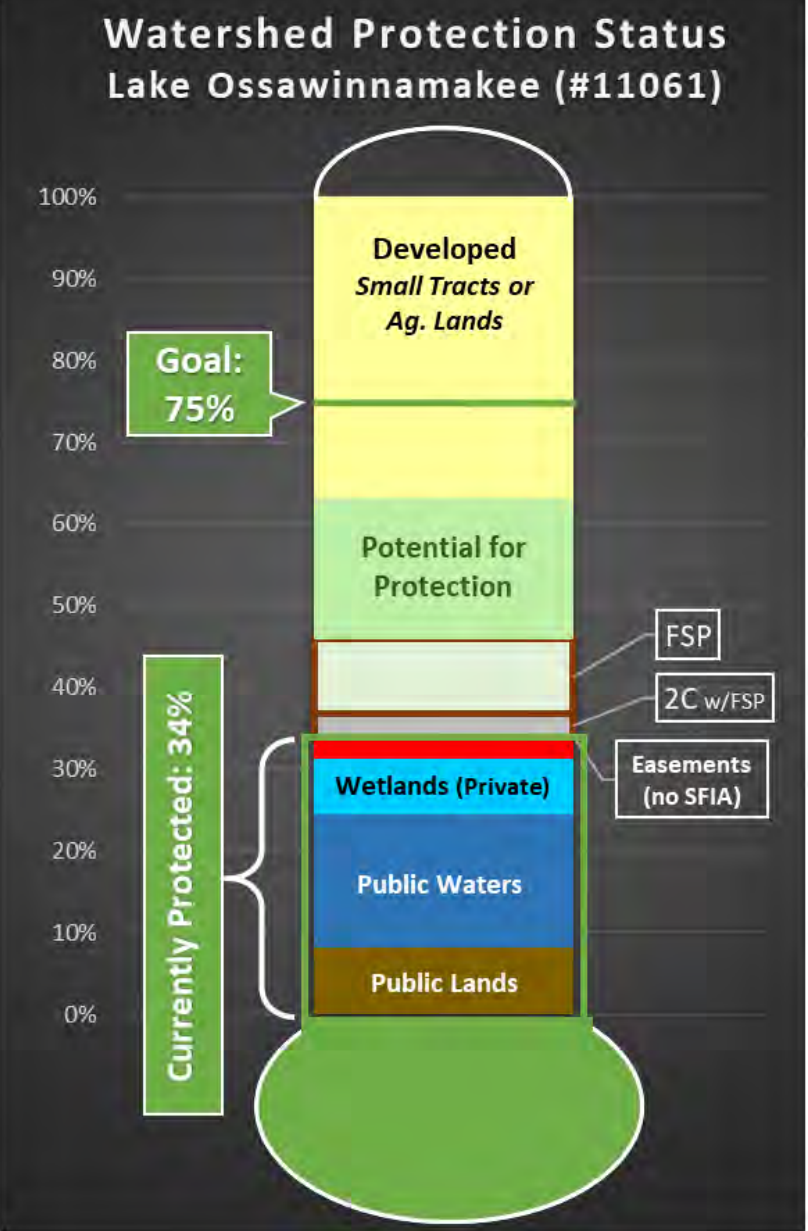 Watershed Protection Status
Lake Ossawinnamakee (#11061)
100%
90%
80%
70%
60%
50%
40%
30%
20%
10%
0%
Developed
Small Tracts or
Ag. Lands
Goal:
75%
Potential for
Protection
FSP
2C w/FSP
Easements
(no SFIA)
Wetlands (Private)
Public Waters
Public Lands
Currently Protected: 34%